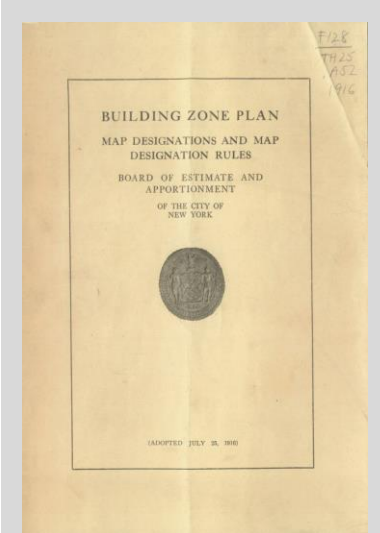 F128
TH25
.A52
1916
BUILDING ZONE PLAN
MAP DESIGNATIONS AND MAP
DESIGNATION RULES
BOARD OF ESTIMATE AND
APPORTIONMENT
OF THE CITY OF
NEW YORK
(ADOPTED JULY 25, 1916)